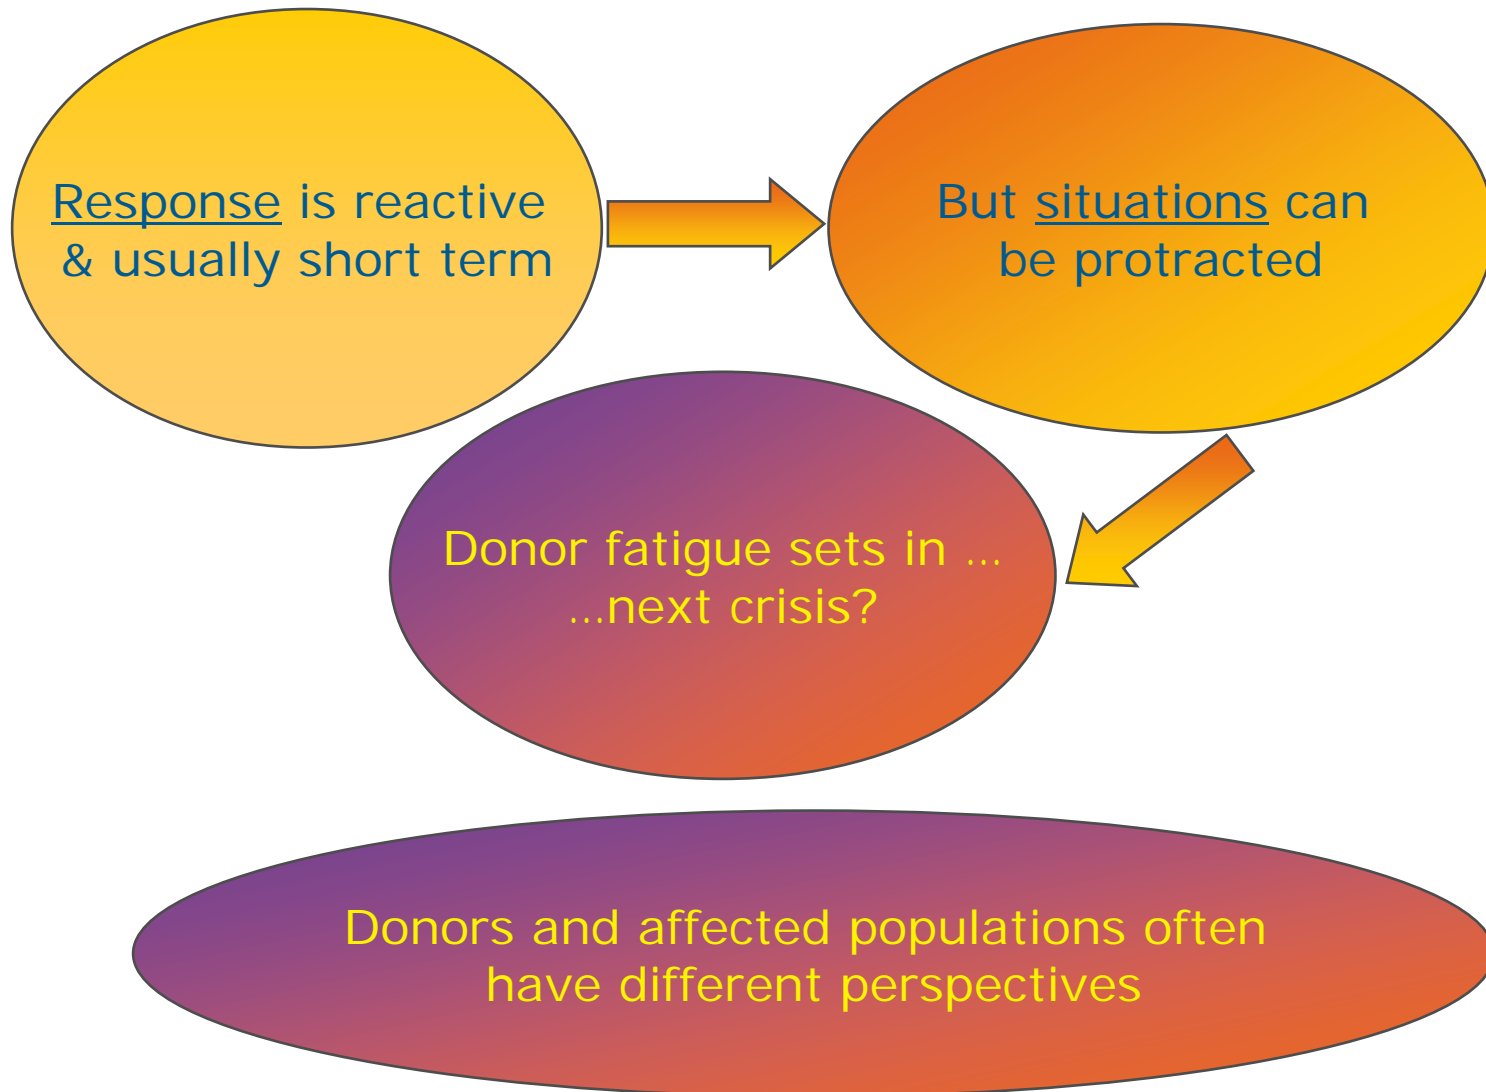 Response is reactive
& usually short term
But situations can
be protracted
Donor fatigue sets in ...
...next crisis?
Donors and affected populations often
have different perspectives